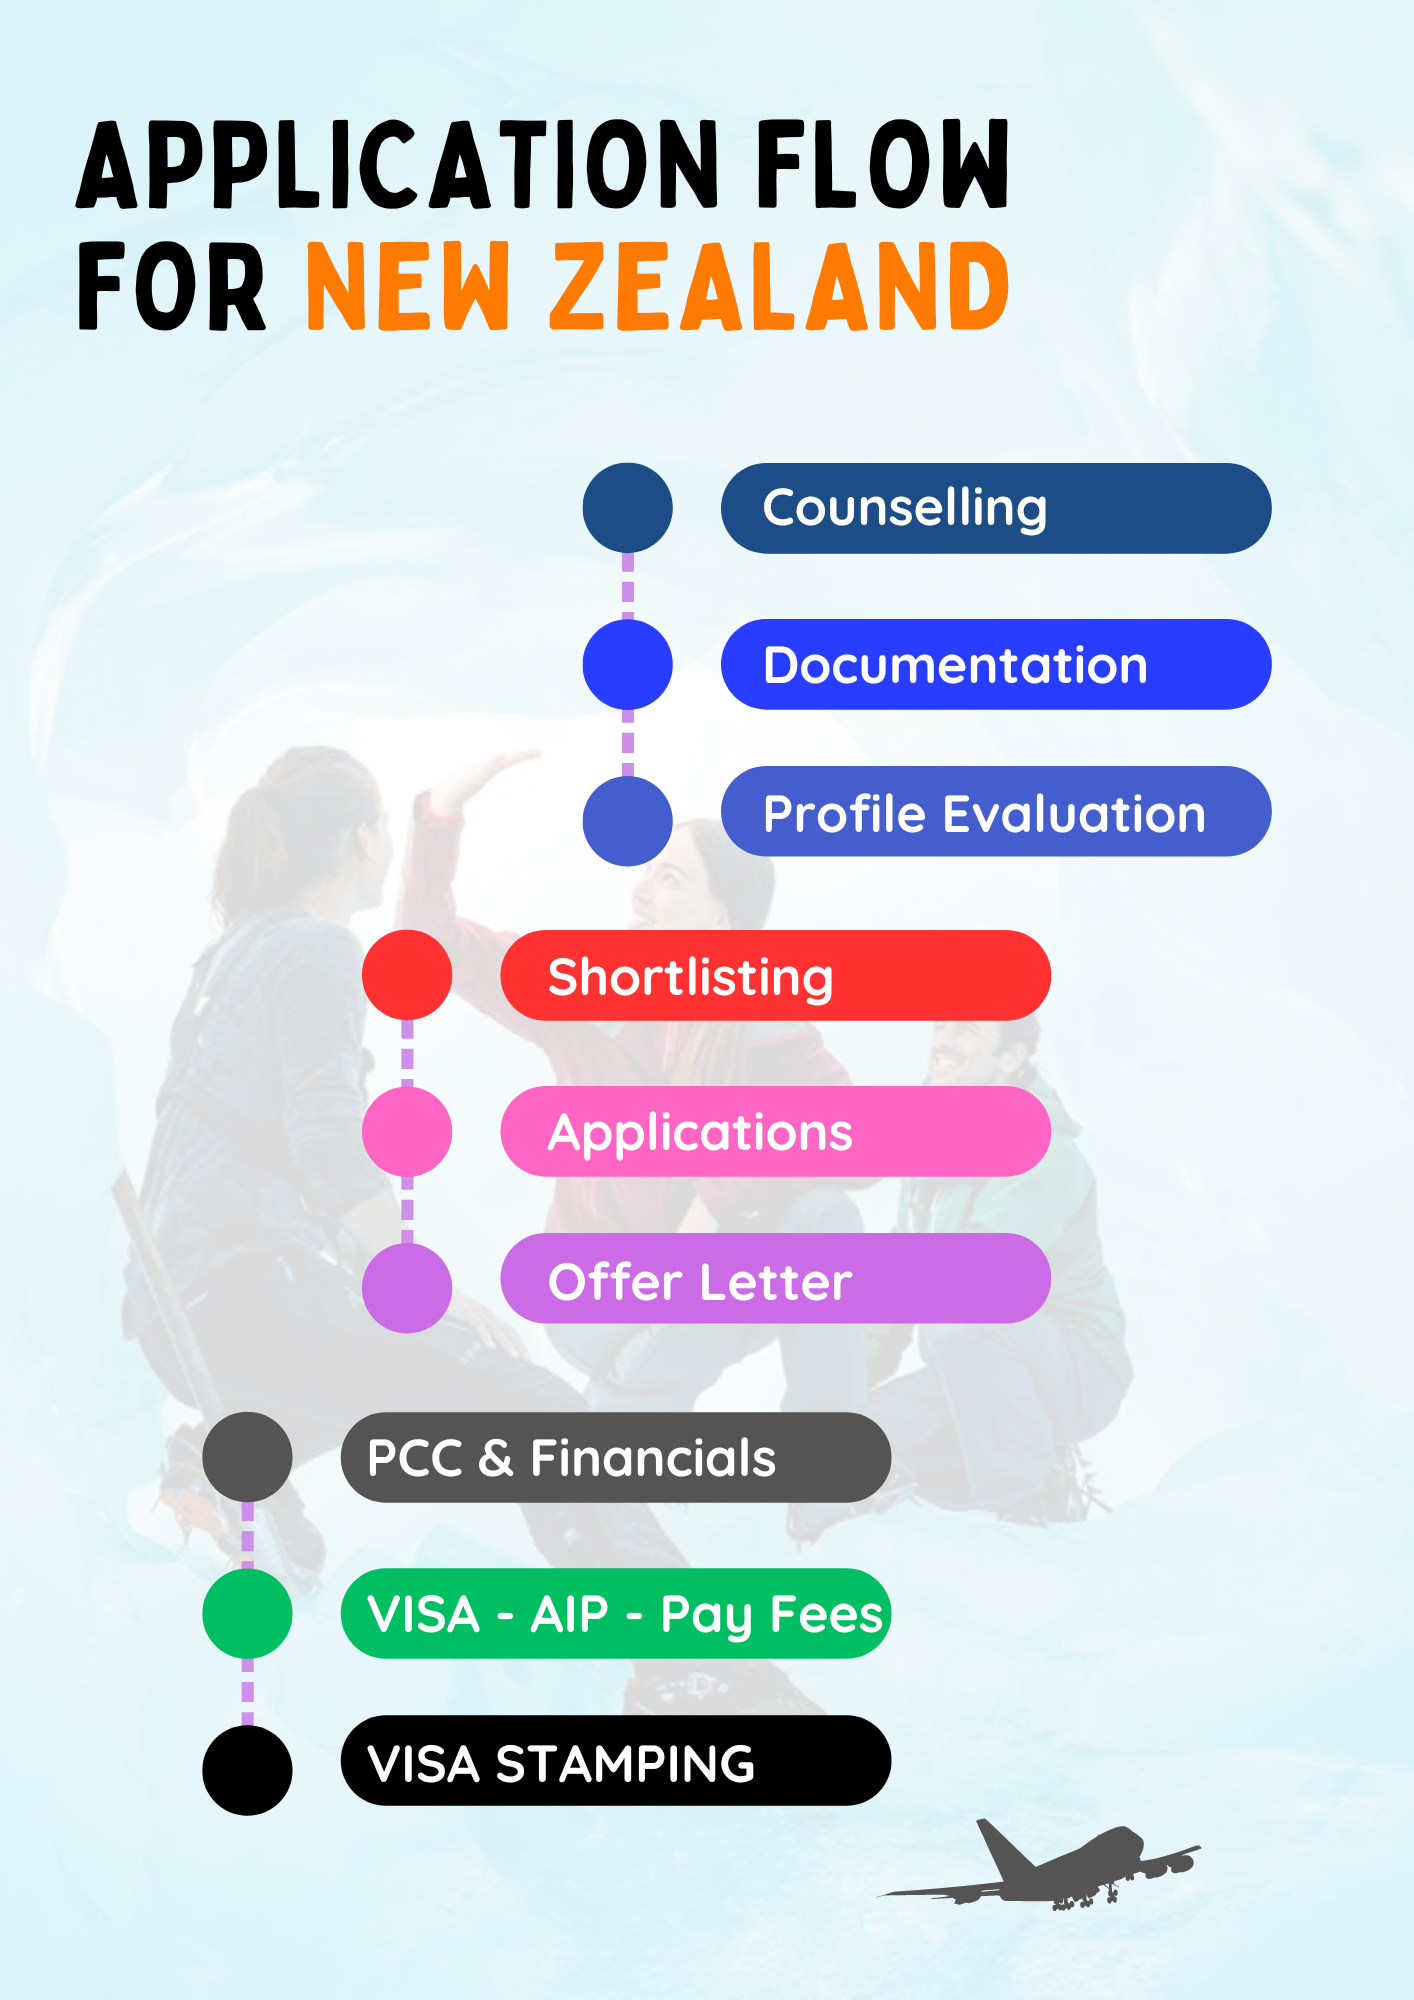 APPLICATION FLOW
FOR NEW ZEALAND
Counselling
Documentation
Profile Evaluation
Shortlisting
Applications
Offer Letter
PCC & Financials
VISA - AIP - Pay Fees
VISA STAMPING